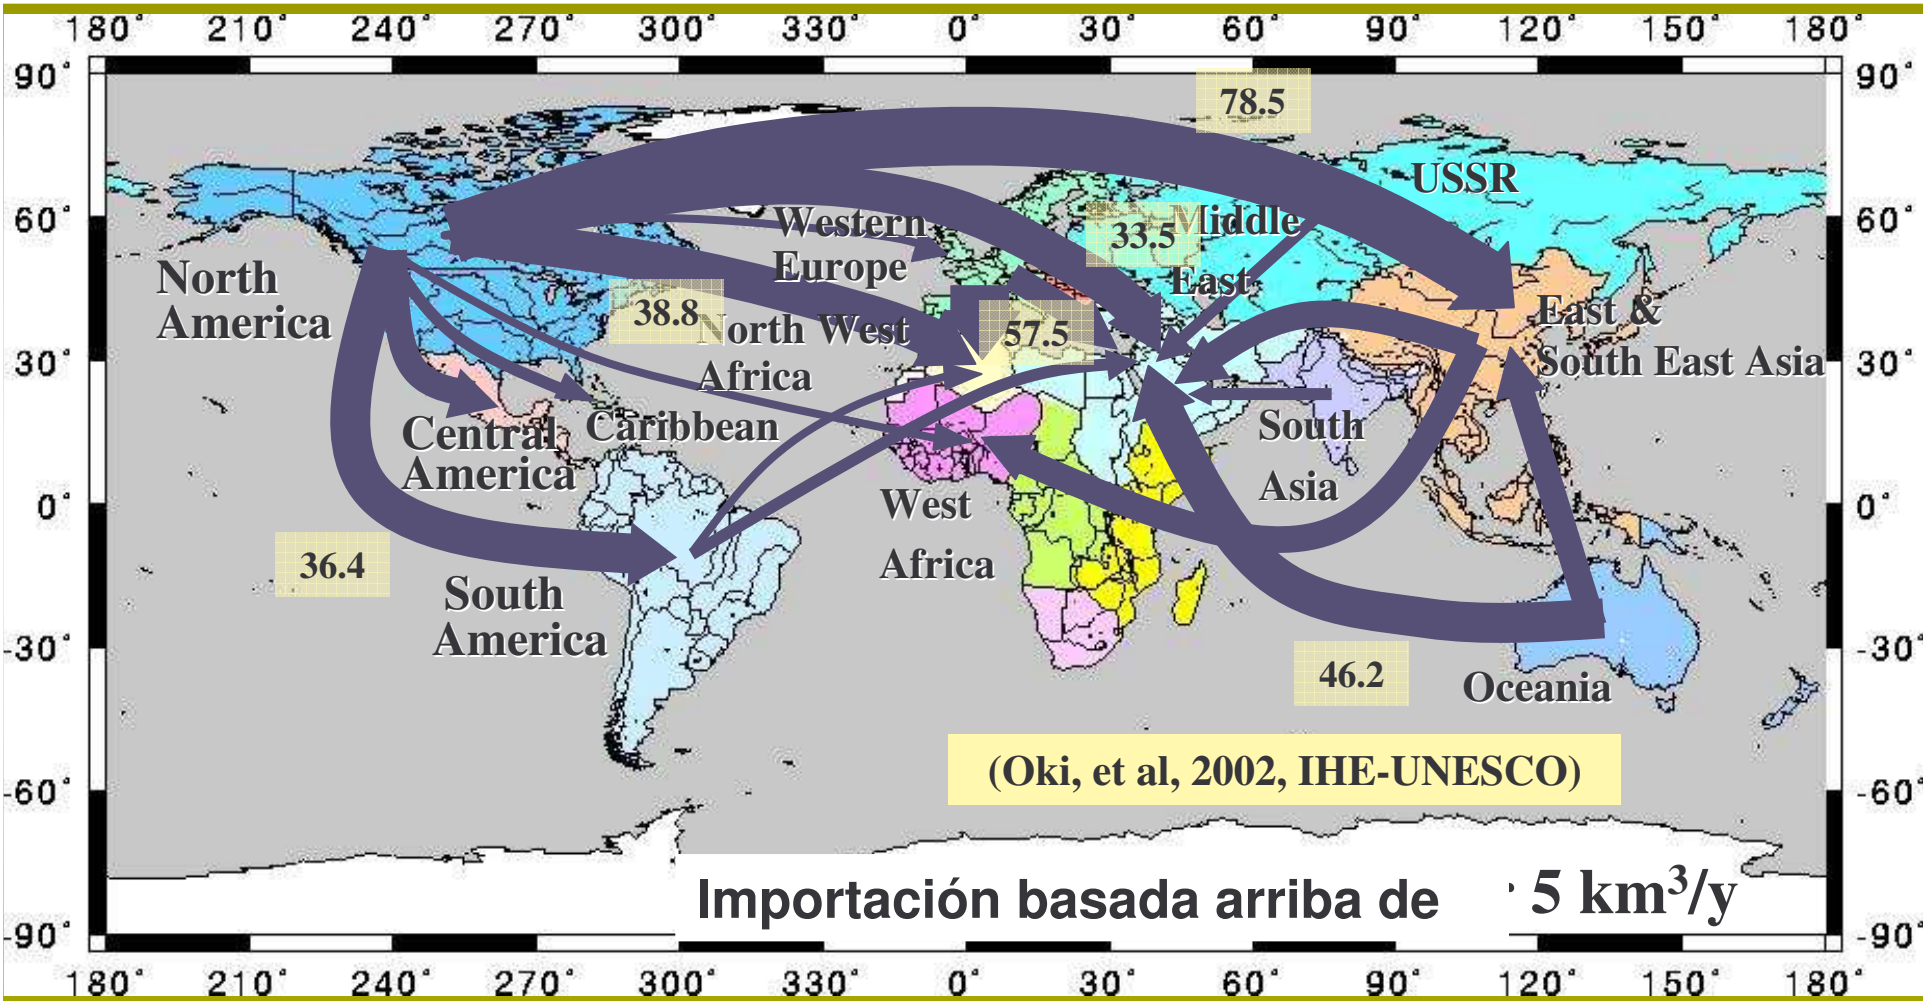 180° 210° 240° 270° 300° 330° 0° 30° 60° 90° 120° 150° 180°
90° 90°
78.5
USSR
60° 60°
Western
Europe
Middle
East
33.5
North
America
38.8
North West
Africa
57.5
East &
South East Asia
30° 30°
Central
America
Caribbean
South
Asia
0° 0°
West
Africa
36.4
South
America
-30° -30°
46.2
Oceania
(Oki, et al, 2002, IHE-UNESCO)
-60° -60°
Importación basada arriba de 5 km³/y
-90° -90°
180° 210° 240° 270° 300° 330° 0° 30° 60° 90° 120° 150° 180°